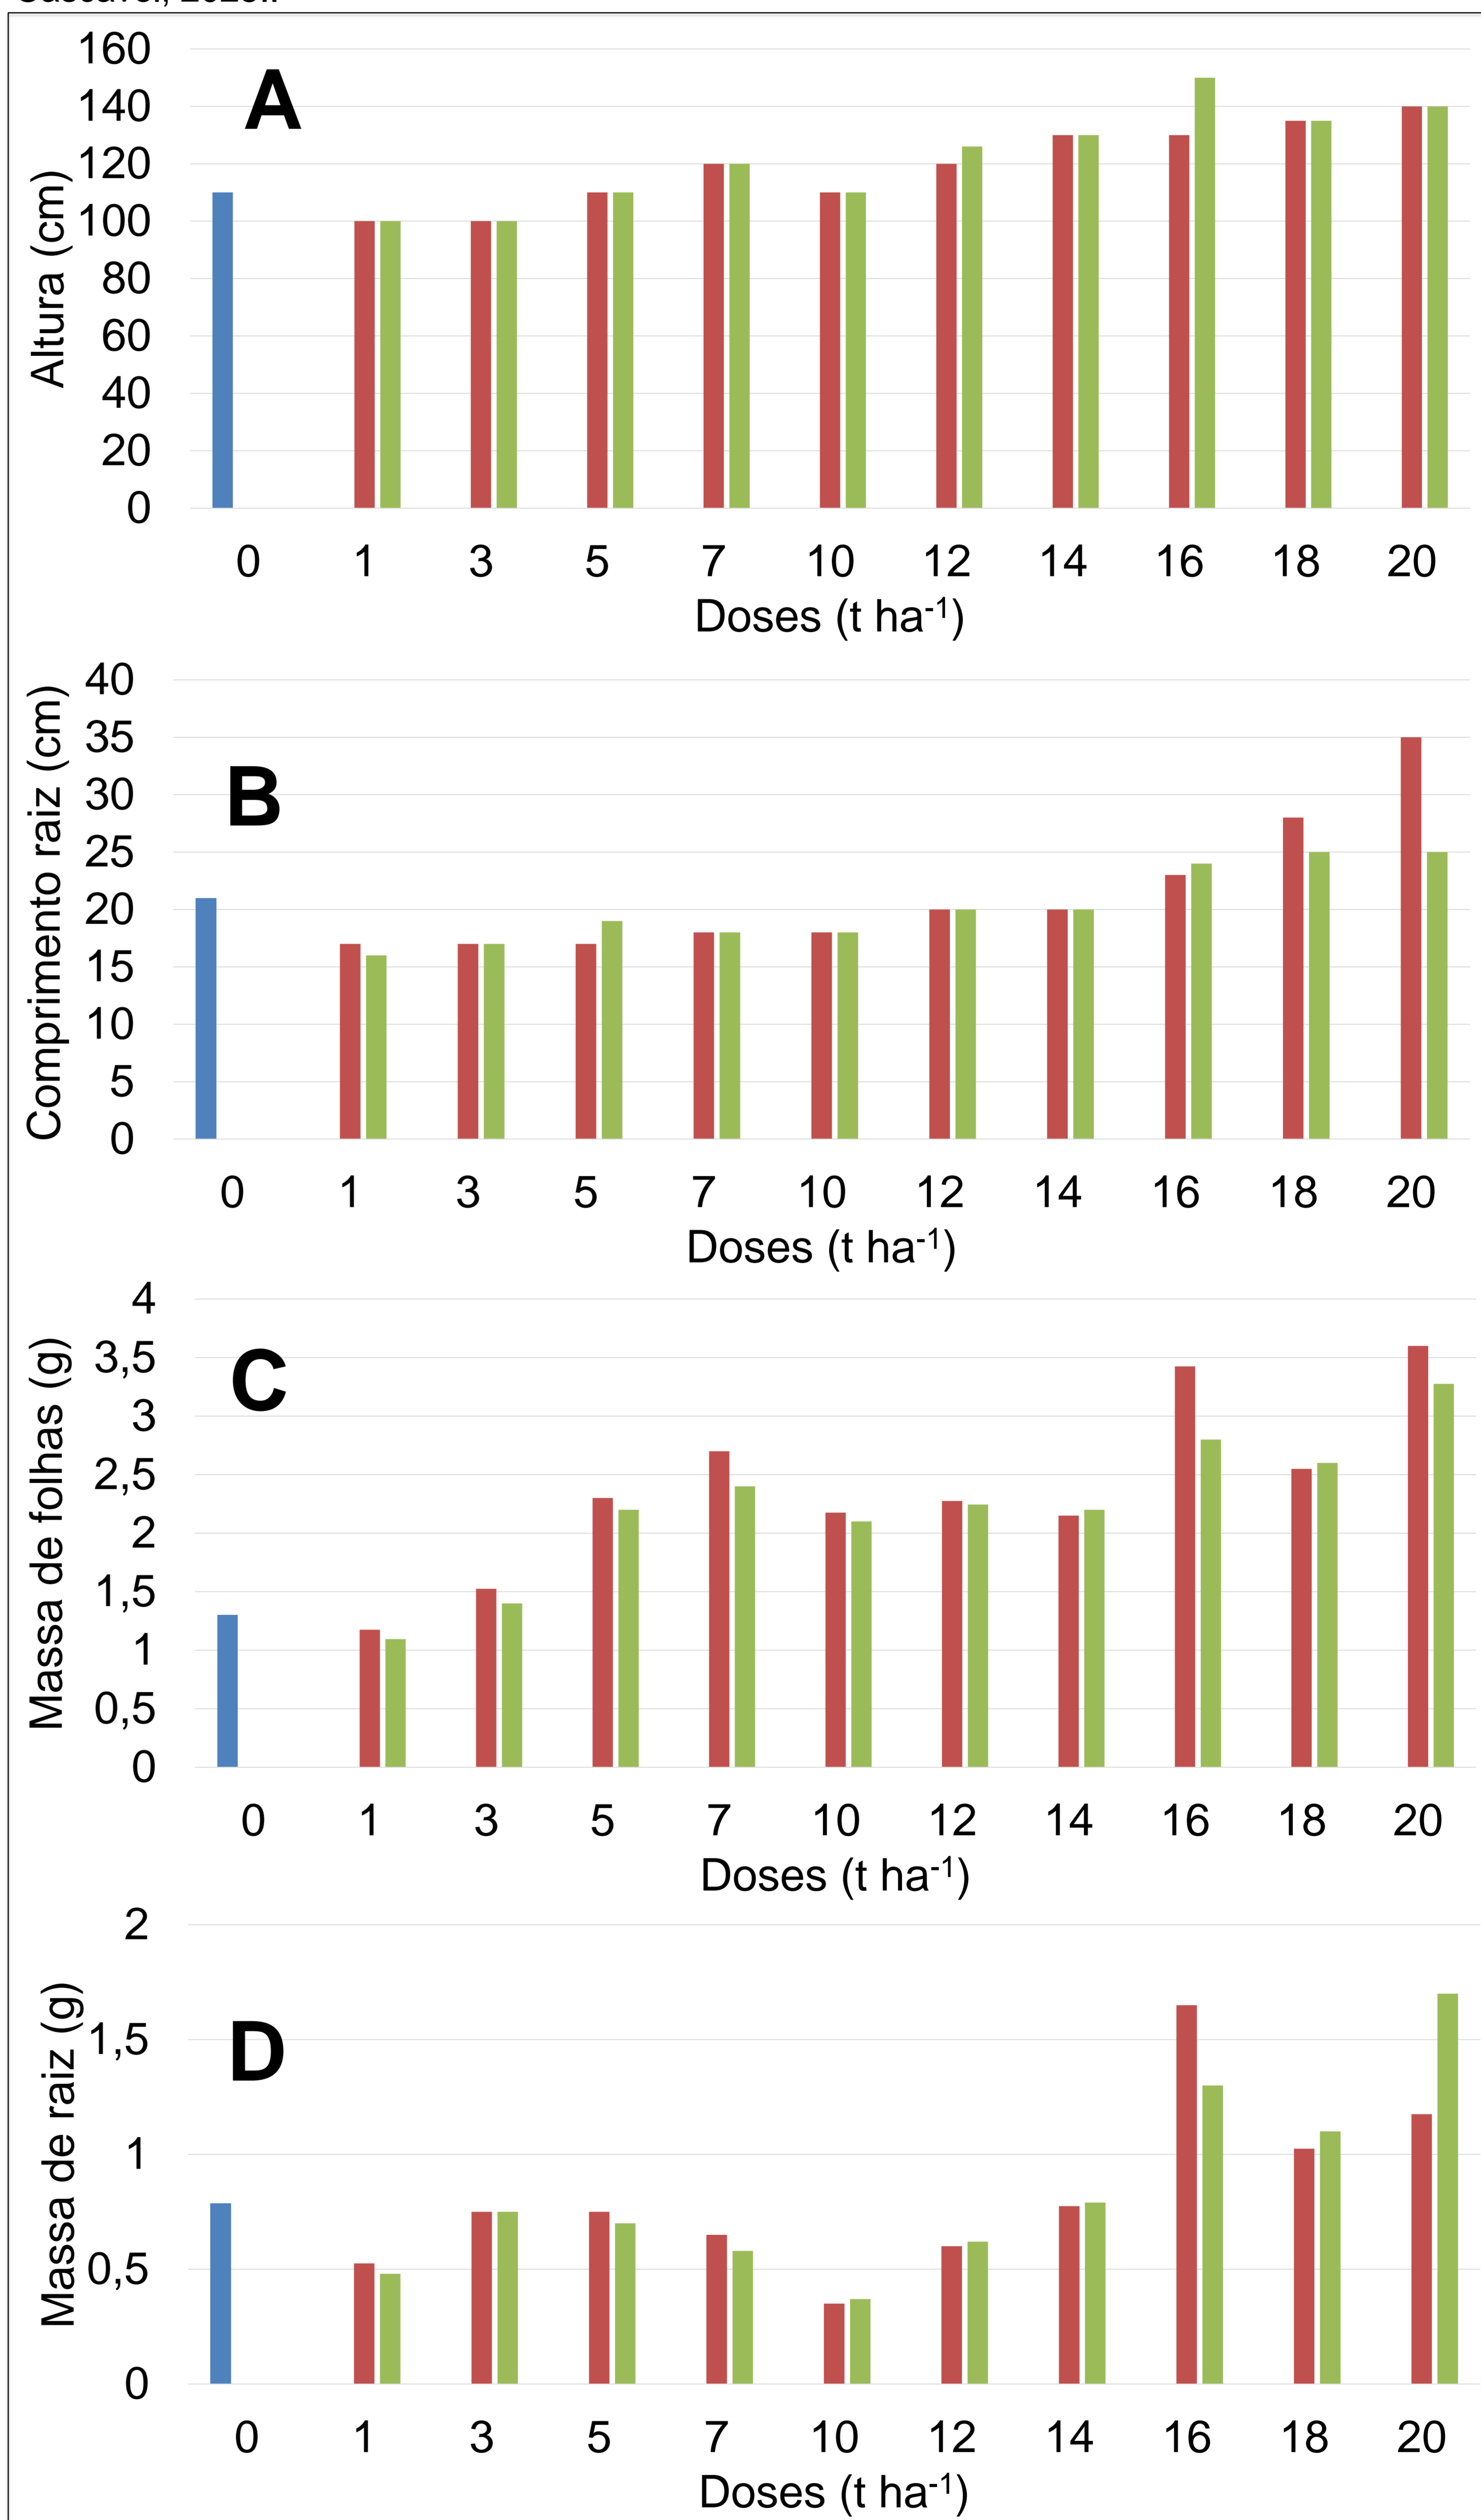 160
140
120
100
80
60
40
20
0
Altura (cm)
A
0 1 3 5 7 10 12 14 16 18 20
Doses (t ha⁻¹)
40
35
30
25
20
15
10
5
0
Comprimento raiz (cm)
B
0 1 3 5 7 10 12 14 16 18 20
Doses (t ha⁻¹)
4
3,5
3
2,5
2
1,5
1
0,5
0
Massa de folhas (g)
C
0 1 3 5 7 10 12 14 16 18 20
Doses (t ha⁻¹)
2
1,5
1
0,5
0
Massa de raiz (g)
D
0 1 3 5 7 10 12 14 16 18 20
Doses (t ha⁻¹)